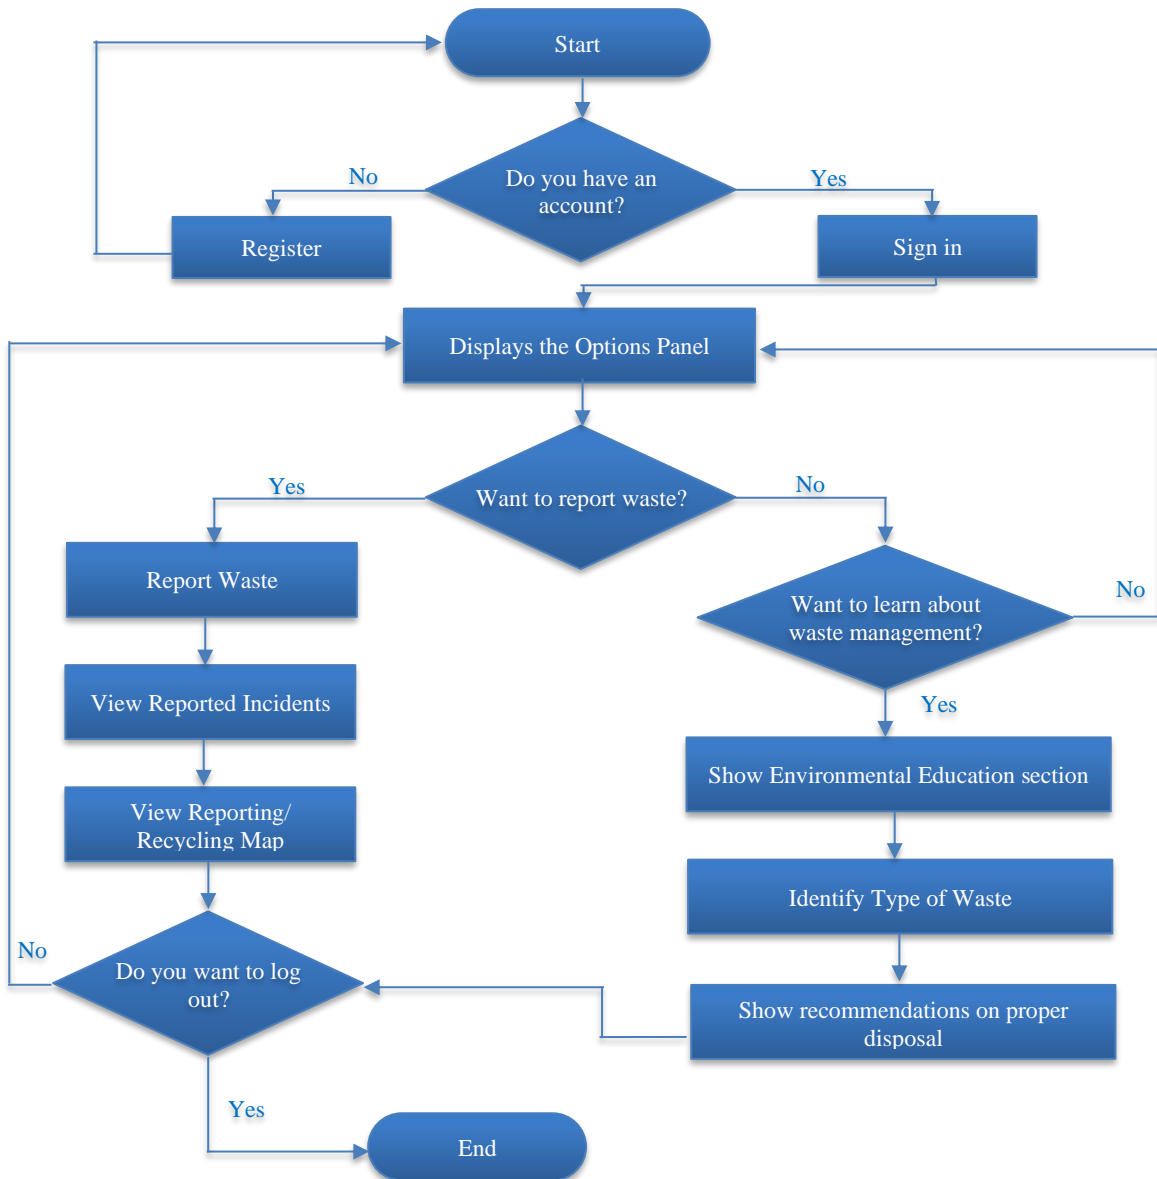 Start
Do you have an
account?
No
Yes
Register
Sign in
Displays the Options Panel
Want to report waste?
Yes
No
Report Waste
Want to learn about
waste management?
No
Yes
View Reported Incidents
Show Environmental Education section
View Reporting/
Recycling Map
Identify Type of Waste
Do you want to log
out?
No
Show recommendations on proper
disposal
Yes
End